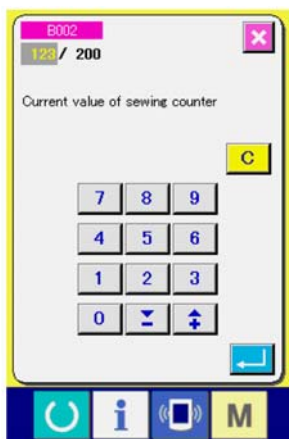 B002
123/ 200
Current value of sewing counter
C
7 8 9
4 5 6
1 2 3
0
i M